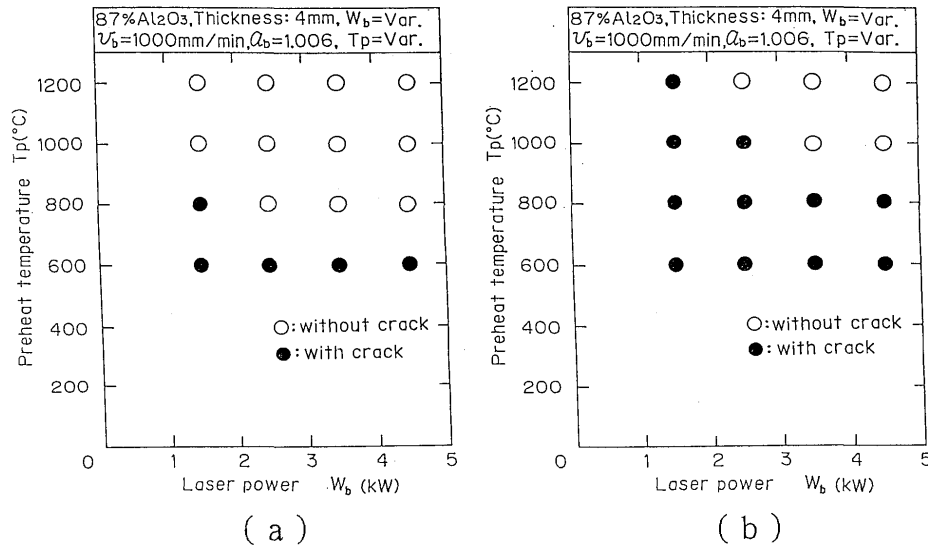 87%Al2O3,Thickness: 4mm, Wb=Var.
Vb=1000mm/min,ab=1.006, Tp=Var.
Preheat temperature Tp(°C)
1200
1000
800
600
400
200
0
1
2
3
4
5
○: without crack
●: with crack
Laser power Wb (kW)
(a)
87%Al2O3,Thickness: 4mm, Wb=Var.
Vb=1000mm/min,ab=1.006, Tp=Var.
Preheat temperature Tp(°C)
1200
1000
800
600
400
200
0
1
2
3
4
5
○: without crack
●: with crack
Laser power Wb (kW)
(b)